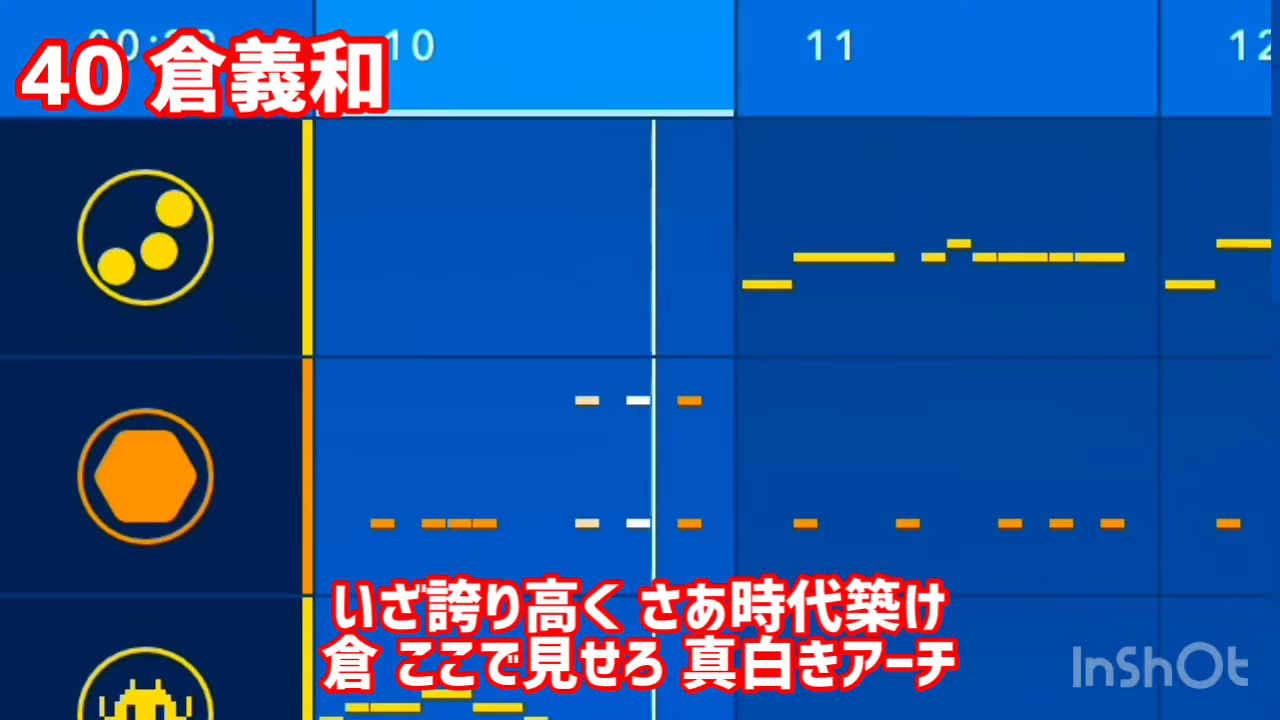 40 倉義和
10
11
12
いざ誇り高く さあ時代築け
倉 ここで見せろ 真白きアーチ
InShOt